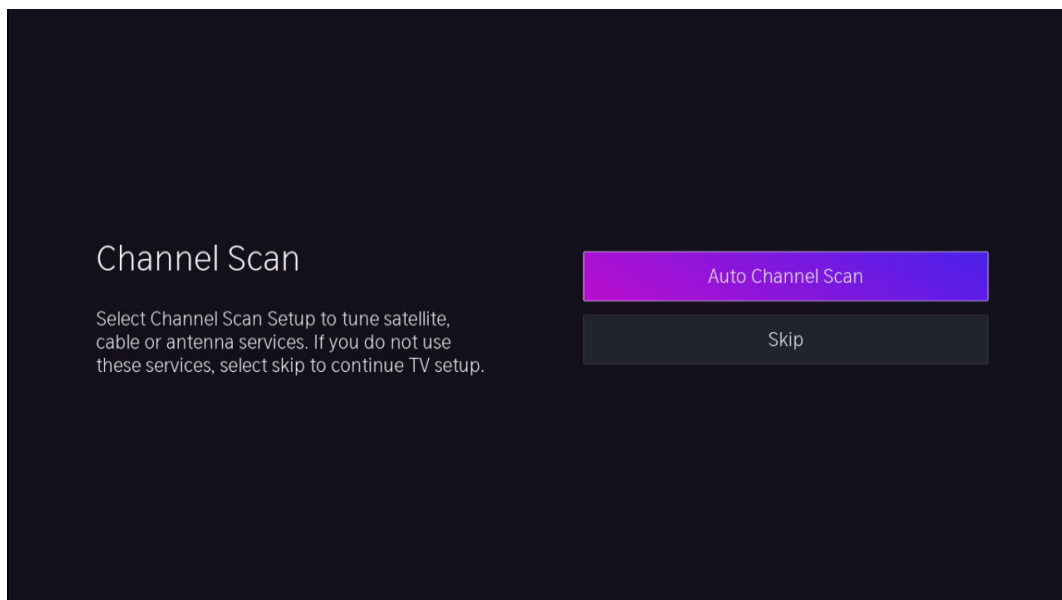 Channel Scan
Select Channel Scan Setup to tune satellite,
cable or antenna services. If you do not use
these services, select skip to continue TV setup.
Auto Channel Scan
Skip